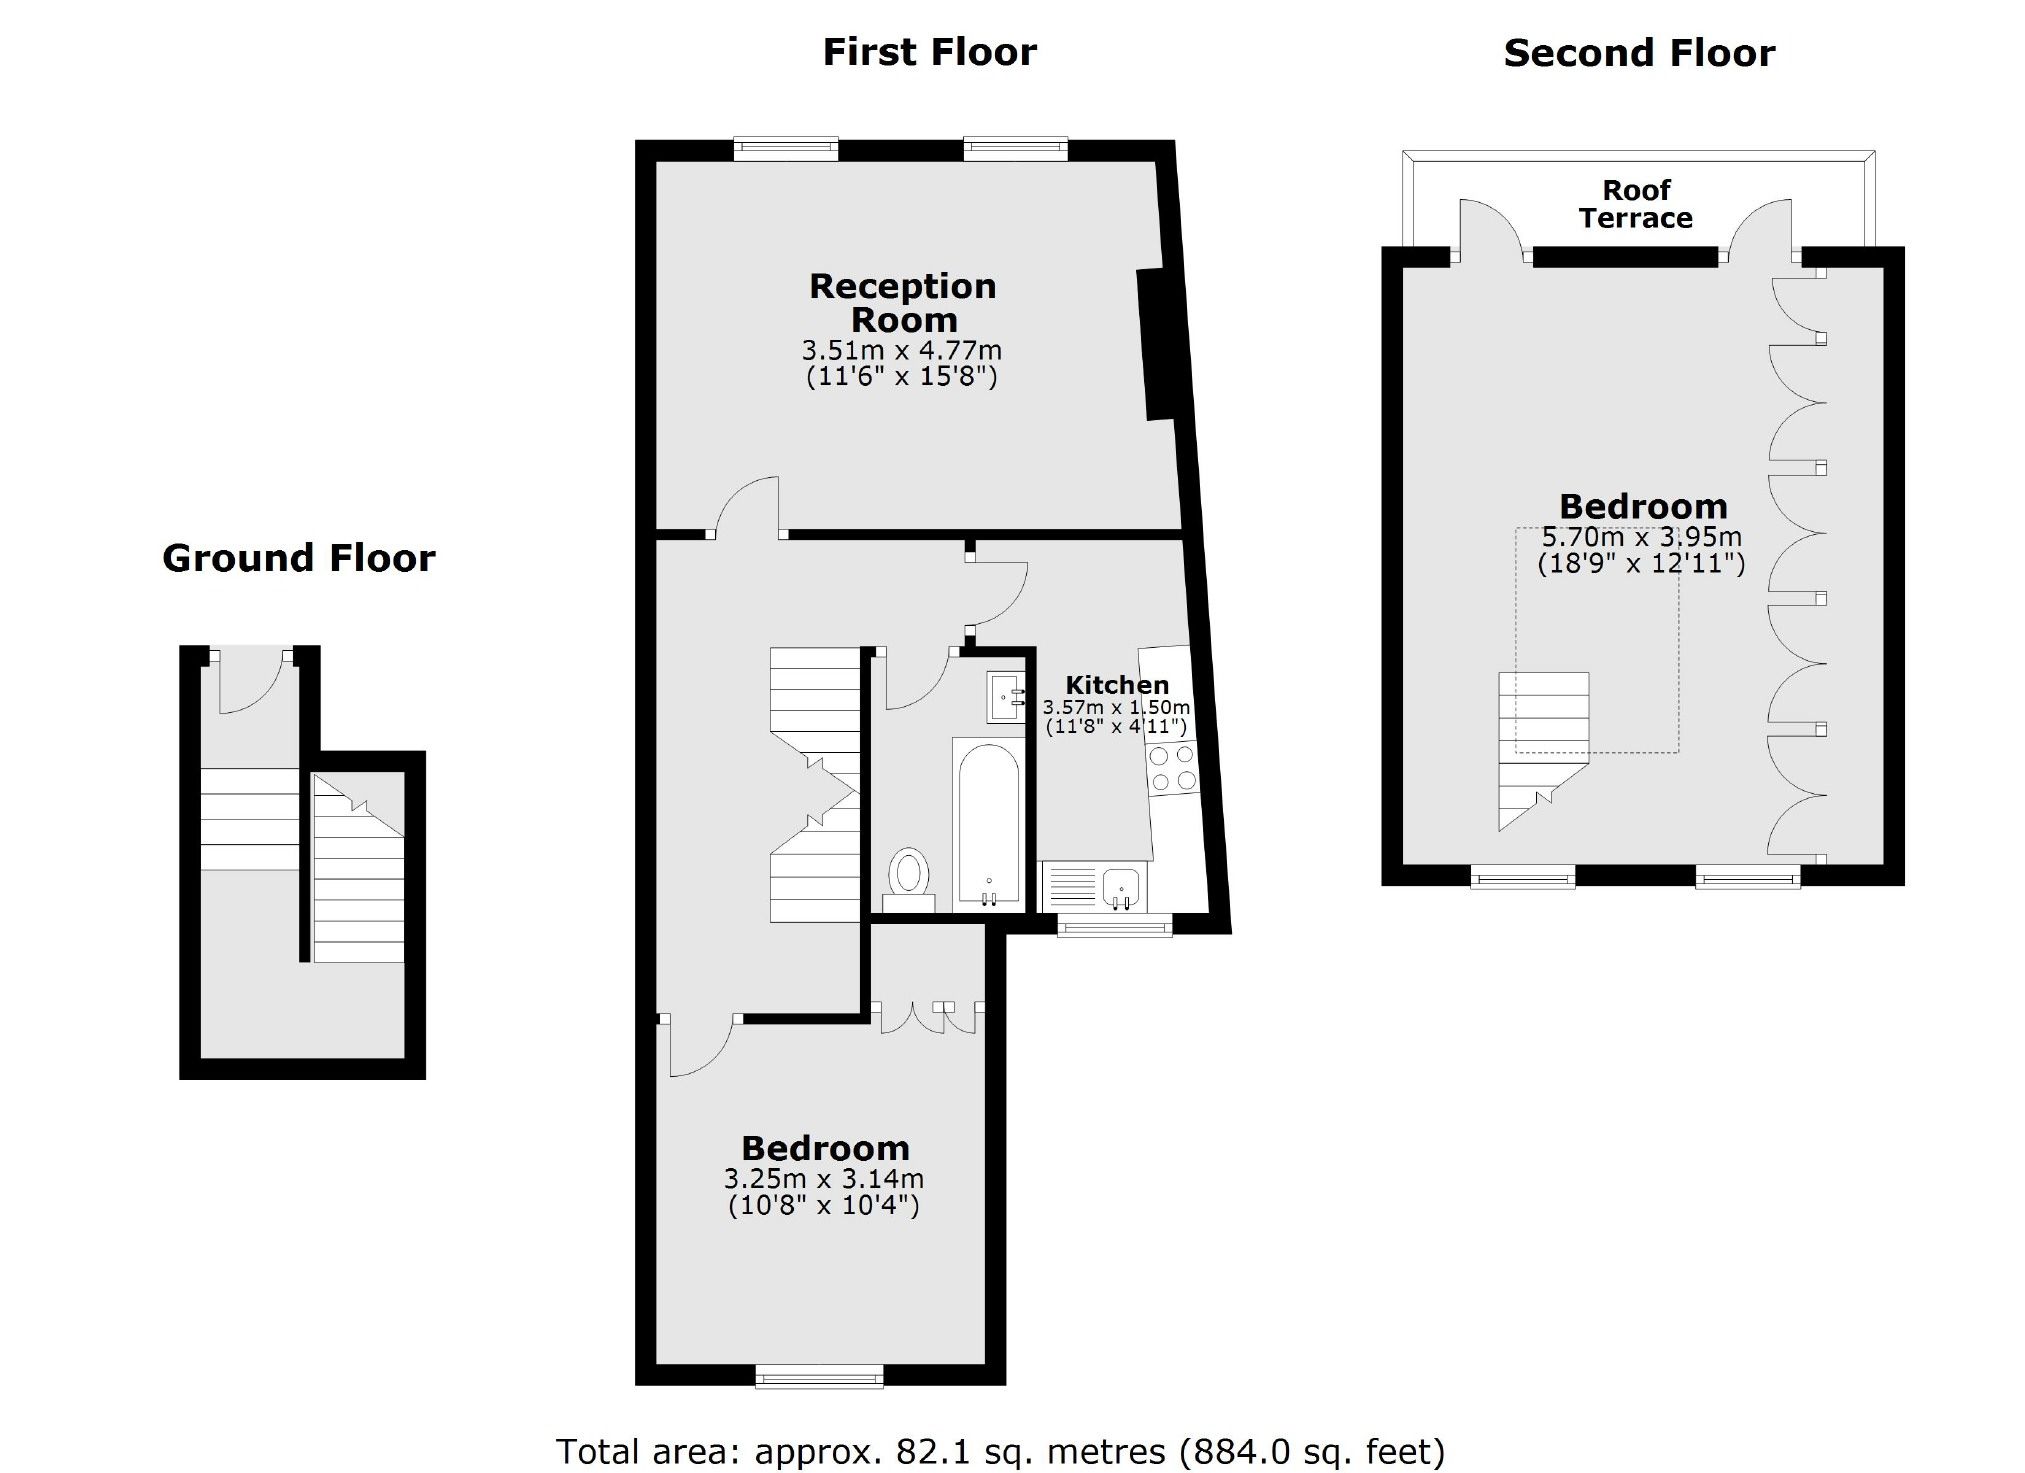 Ground Floor
First Floor
Reception
Room
3.51m x 4.77m
(11'6" x 15'8")
Kitchen
3.57m x 1.50m
(11'8" x 4'11")
Bedroom
3.25m x 3.14m
(10'8" x 10'4")
Second Floor
Roof
Terrace
Bedroom
5.70m x 3.95m
(18'9" x 12'11")
Total area: approx. 82.1 sq. metres (884.0 sq. feet)